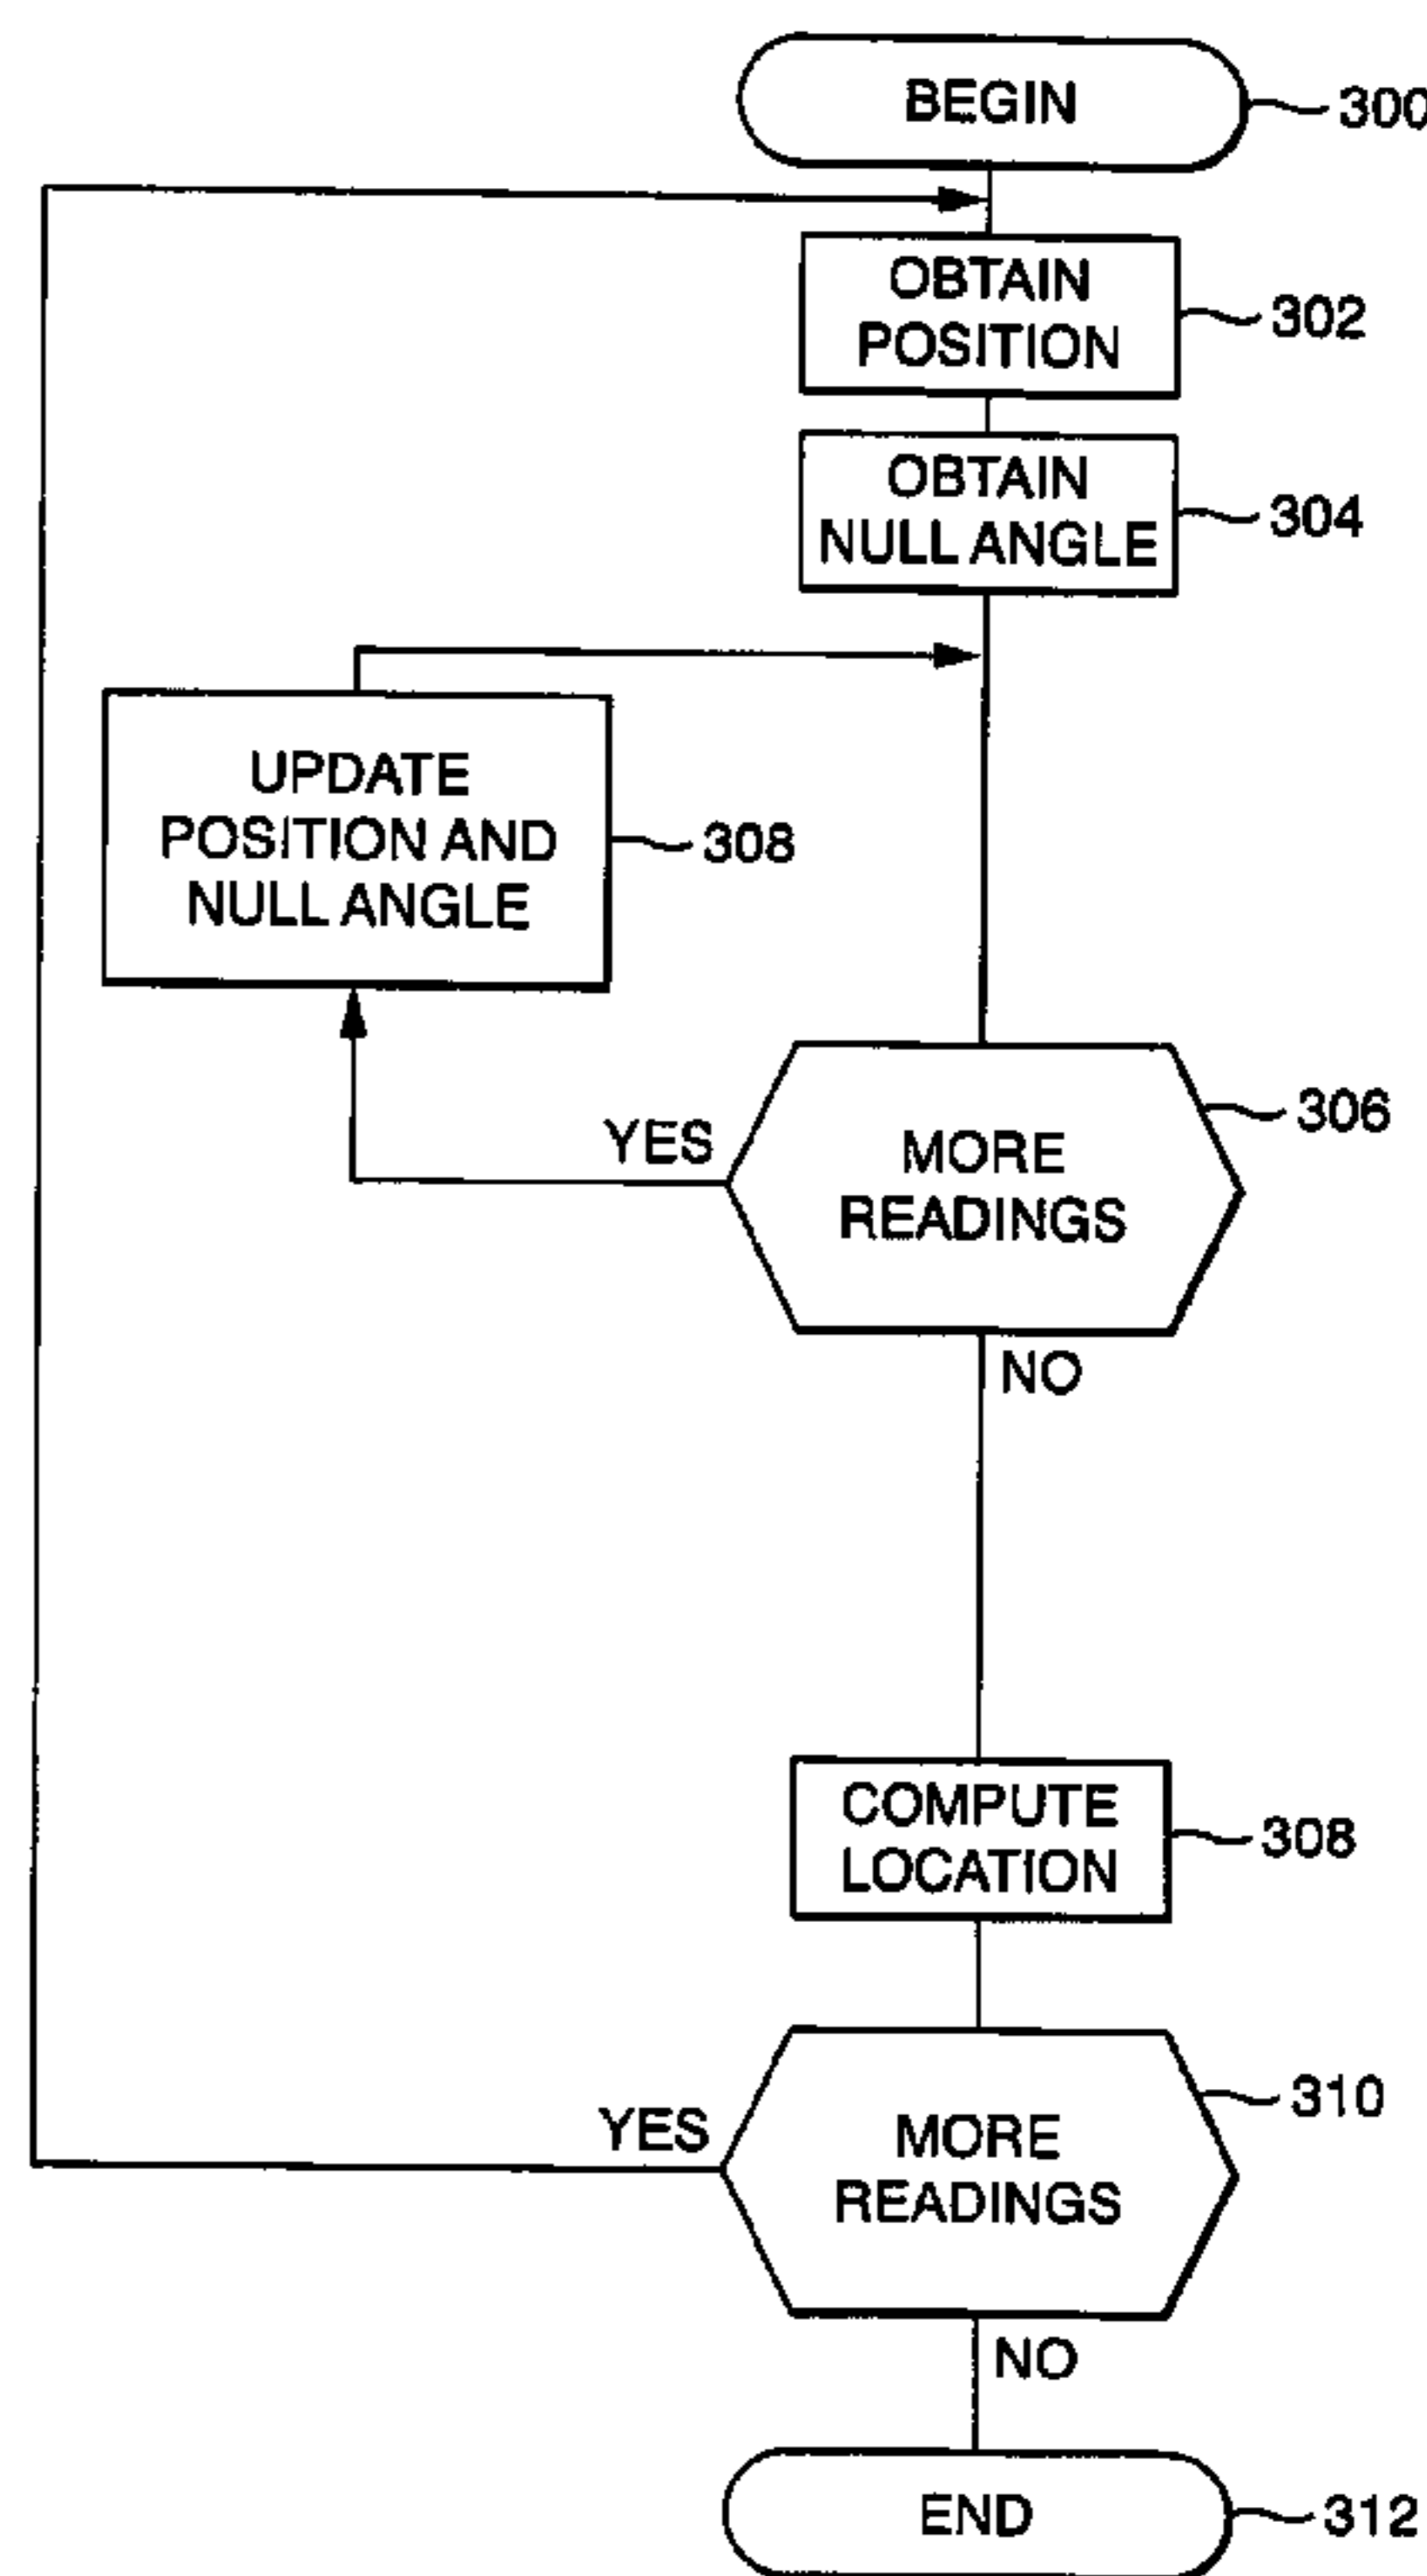 BEGIN
300
OBTAIN
POSITION
302
OBTAIN
NULL ANGLE
304
UPDATE
POSITION AND
NULL ANGLE
308
YES
MORE
READINGS
306
NO
COMPUTE
LOCATION
308
YES
MORE
READINGS
310
NO
END
312